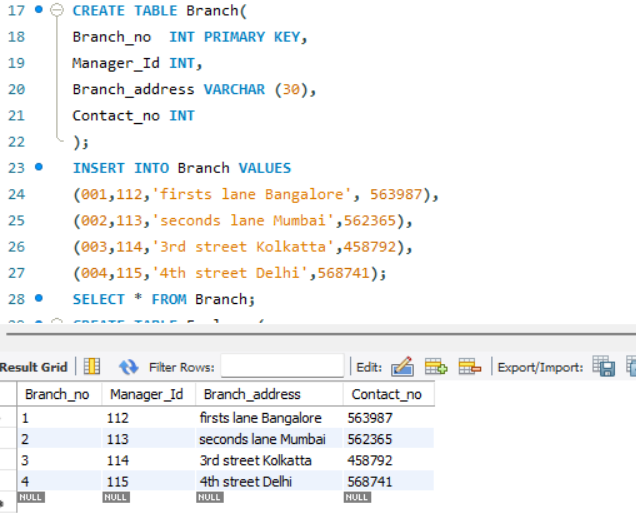 17 CREATE TABLE Branch(
18 Branch_no INT PRIMARY KEY,
19 Manager_Id INT,
20 Branch_address VARCHAR (30),
21 Contact_no INT
22 );
23 INSERT INTO Branch VALUES
24 (001,112,'firsts lane Bangalore', 563987),
25 (002,113,'seconds lane Mumbai',562365),
26 (003,114,'3rd street Kolkatta',458792),
27 (004,115,'4th street Delhi',568741);
28 SELECT * FROM Branch;
Result Grid Filter Rows: Edit: Export/Import:
Branch_no Manager_Id Branch_address Contact_no
1 112 firsts lane Bangalore 563987
2 113 seconds lane Mumbai 562365
3 114 3rd street Kolkatta 458792
4 115 4th street Delhi 568741
NULL NULL NULL NULL